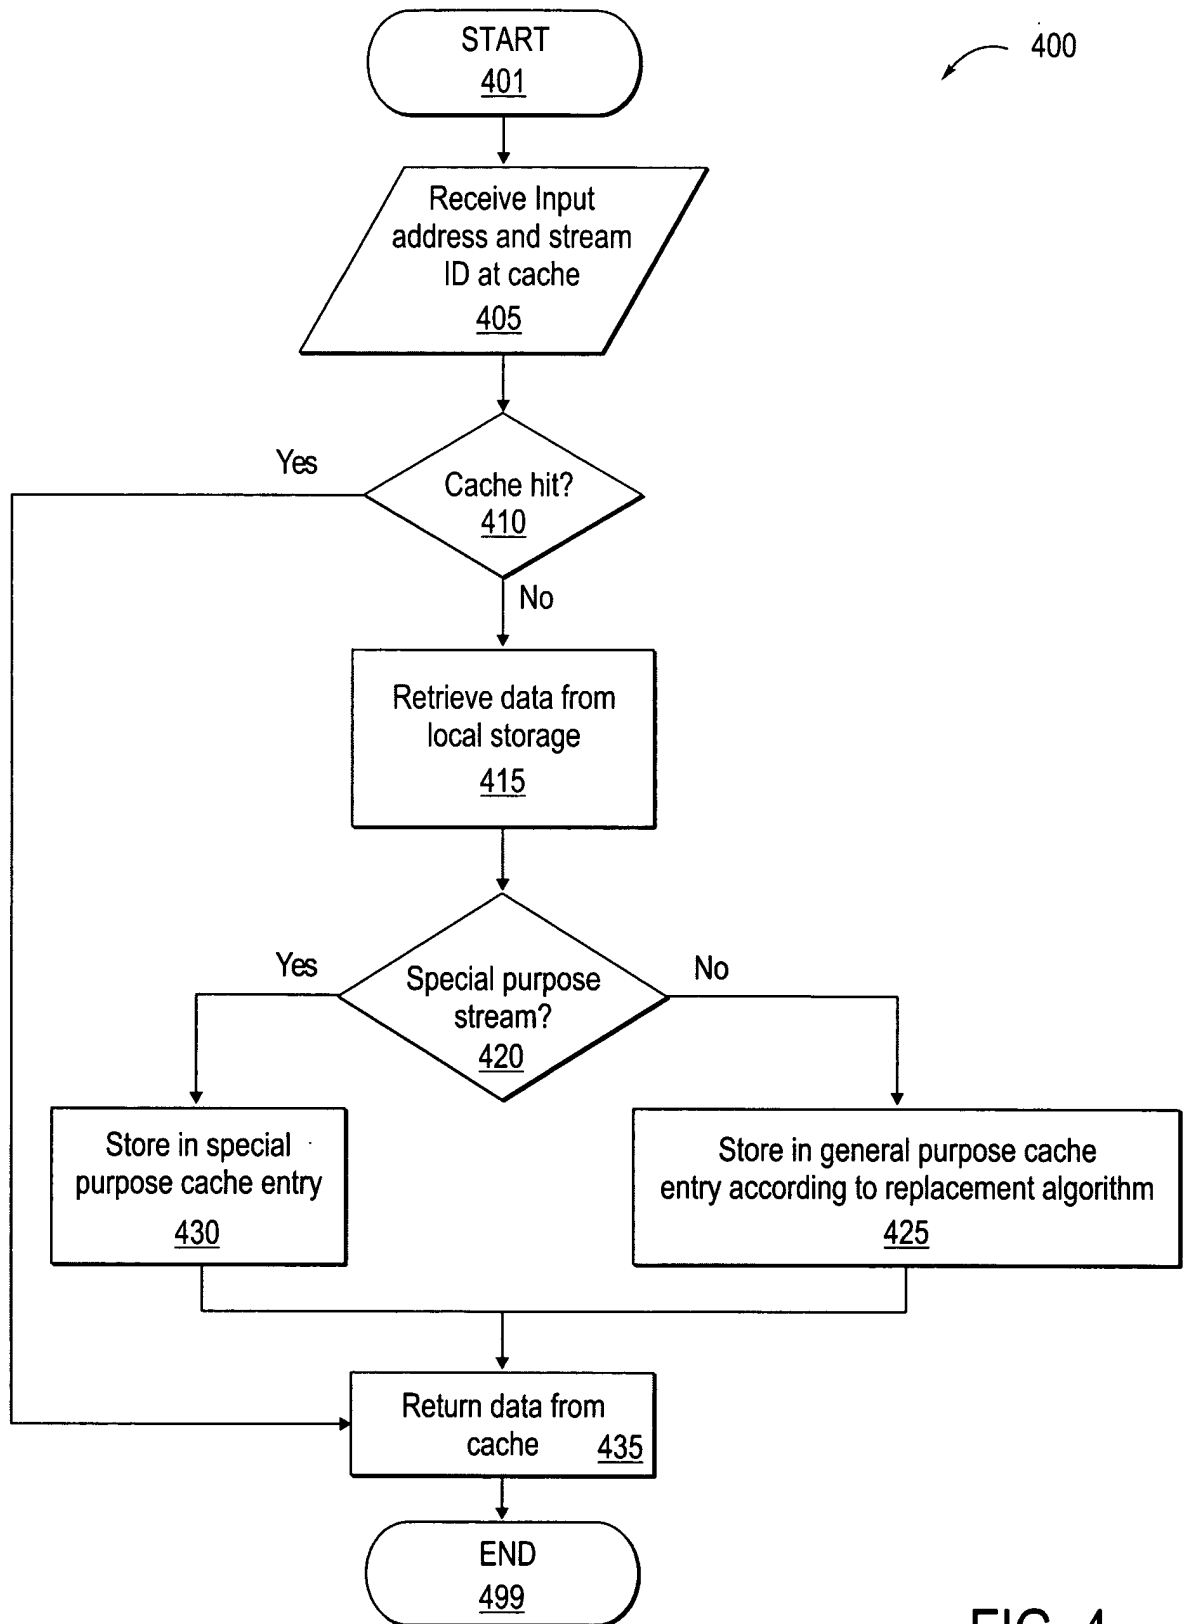 START
401
400
Receive Input
address and stream
ID at cache
405
Yes
Cache hit?
410
No
Retrieve data from
local storage
415
Yes
No
Special purpose
stream?
420
Store in special
purpose cache entry
430
Store in general purpose cache
entry according to replacement algorithm
425
Return data from
cache 435
END
499
FIG. 4